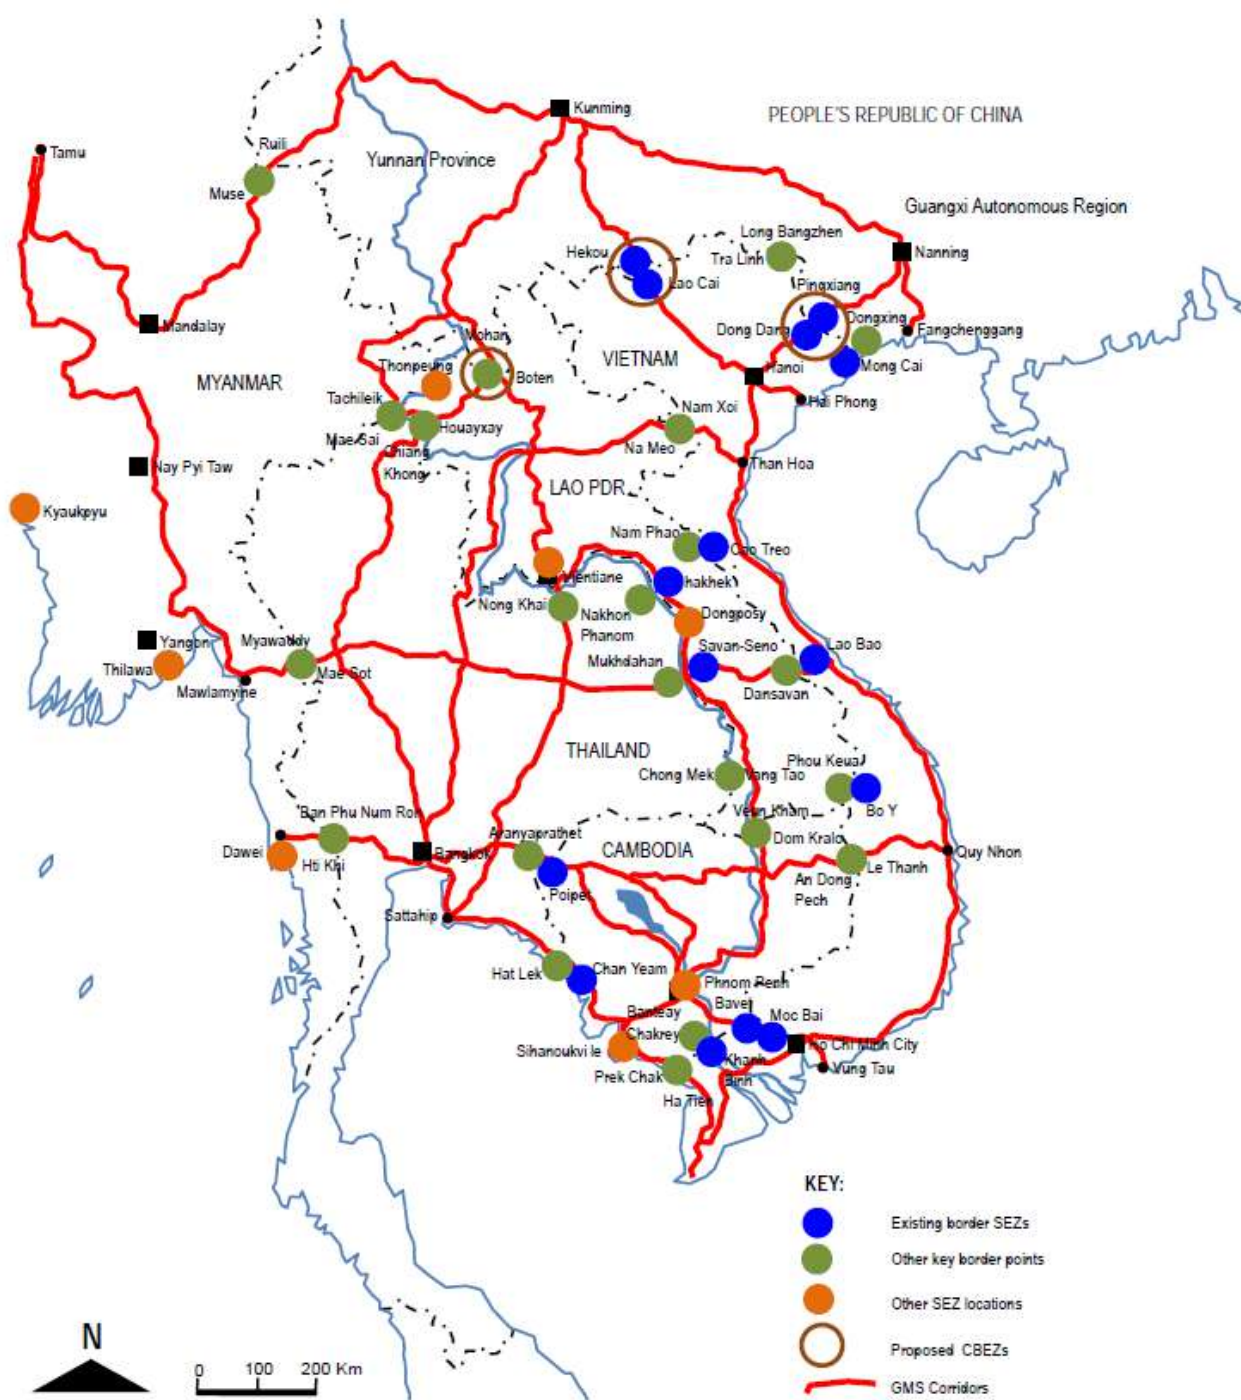 Kunming
PEOPLE'S REPUBLIC OF CHINA
Ruili
Tamu
Yunnan Province
Muse
Guangxi Autonomous Region
Long Bangzhen
Hekou
Tra Linh
Nanning
Lao Cai
Pingxiang
Mandalay
Dong Dang
Dongxing
Fangchenggang
Mohan
VIETNAM
Thonpeung
Hanoi
Mong Cai
MYANMAR
Boten
Tachileik
Nam Xoi
Hai Phong
Mae Sai
Houayxay
Chiang
Khong
Na Meo
Nay Pyi Taw
Than Hoa
LAO PDR
Kyaukpyu
Nam Phao
Cao Treo
Vientiane
hakhek
Nong Khai
Nakhon
Phanom
Dongposy
Yangon
Myawaddy
Savan-Seno
Lao Bao
Thilawa
Mae Sot
Mukhdahan
Mawlamyine
Dansavan
THAILAND
Phou Keua
Chong Mek
Vang Tao
Ban Phu Num Ron
Veun Kham
Bo Y
Aranyaprathet
Dom Kralo
Dawei
Hti Khi
Bangkok
CAMBODIA
Quy Nhon
Le Thanh
An Dong
Pech
Poipet
Sattahip
Hat Lek
Chan Yeam
Phnom Penh
Bavet
Banteay
Chakrey
Moc Bai
Sihanoukville
Ho Chi Minh City
Khanh
Binh
Prek Chak
Vung Tau
Ha Tien
KEY:
Existing border SEZs
Other key border points
Other SEZ locations
Proposed CBEZs
GMS Corridors
N
0 100 200 Km